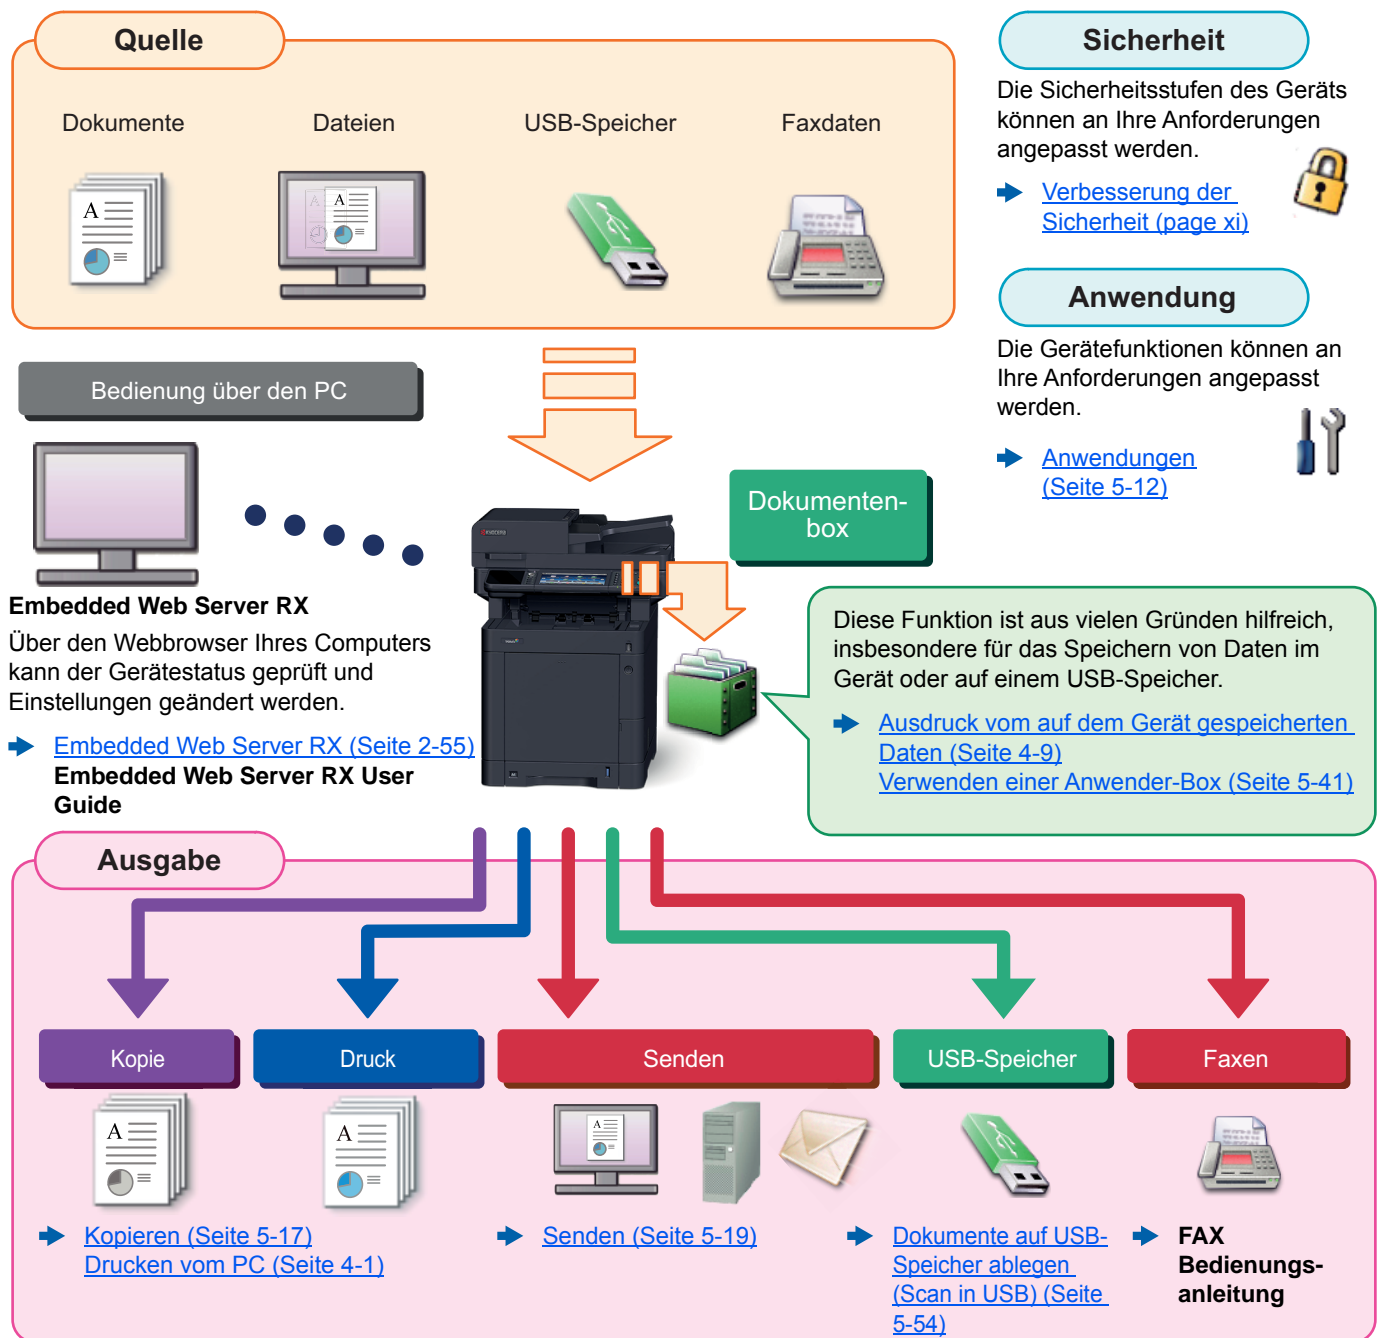 Quelle
Dokumente
Dateien
USB-Speicher
Faxdaten
Sicherheit
Die Sicherheitsstufen des Geräts
können an Ihre Anforderungen
angepasst werden.
Verbesserung der
Sicherheit (page xi)
Anwendung
Die Gerätefunktionen können an
Ihre Anforderungen angepasst
werden.
Anwendungen
(Seite 5-12)
Bedienung über den PC
Embedded Web Server RX
Über den Webbrowser Ihres Computers
kann der Gerätestatus geprüft und
Einstellungen geändert werden.
Embedded Web Server RX (Seite 2-55)
Embedded Web Server RX User
Guide
KYOCERA
Dokumenten-
box
Diese Funktion ist aus vielen Gründen hilfreich,
insbesondere für das Speichern von Daten im
Gerät oder auf einem USB-Speicher.
Ausdruck vom auf dem Gerät gespeicherten
Daten (Seite 4-9)
Verwenden einer Anwender-Box (Seite 5-41)
Ausgabe
Kopie
Druck
Senden
USB-Speicher
Faxen
A
A
A
Kopieren (Seite 5-17)
Drucken vom PC (Seite 4-1)
Senden (Seite 5-19)
Dokumente auf USB-
Speicher ablegen
(Scan in USB) (Seite
5-54)
FAX
Bedienungs-
anleitung